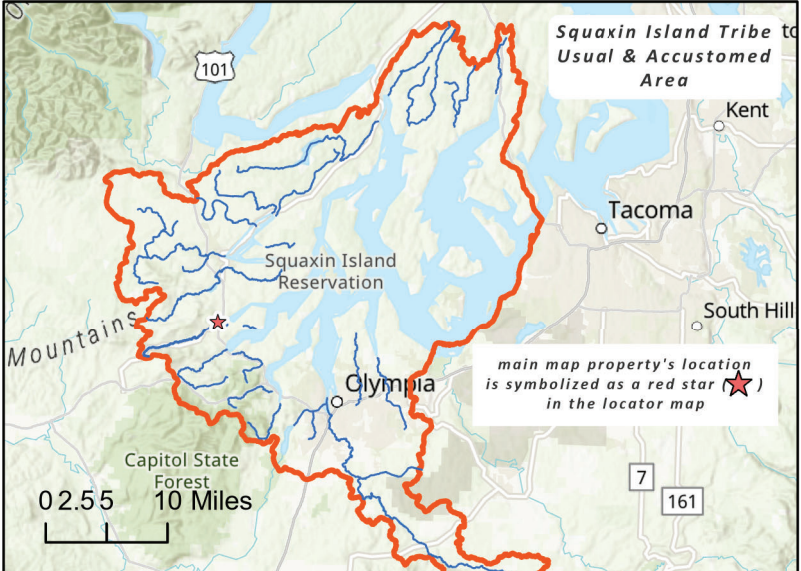 Squaxin Island Tribe
Usual & Accustomed
Area
to
101
Kent
Tacoma
Squaxin Island
Reservation
South Hill
Mountains
main map property's location
is symbolized as a red star ( )
in the locator map
Olympia
Capitol State
Forest
7
161
0 2.5 5 10 Miles